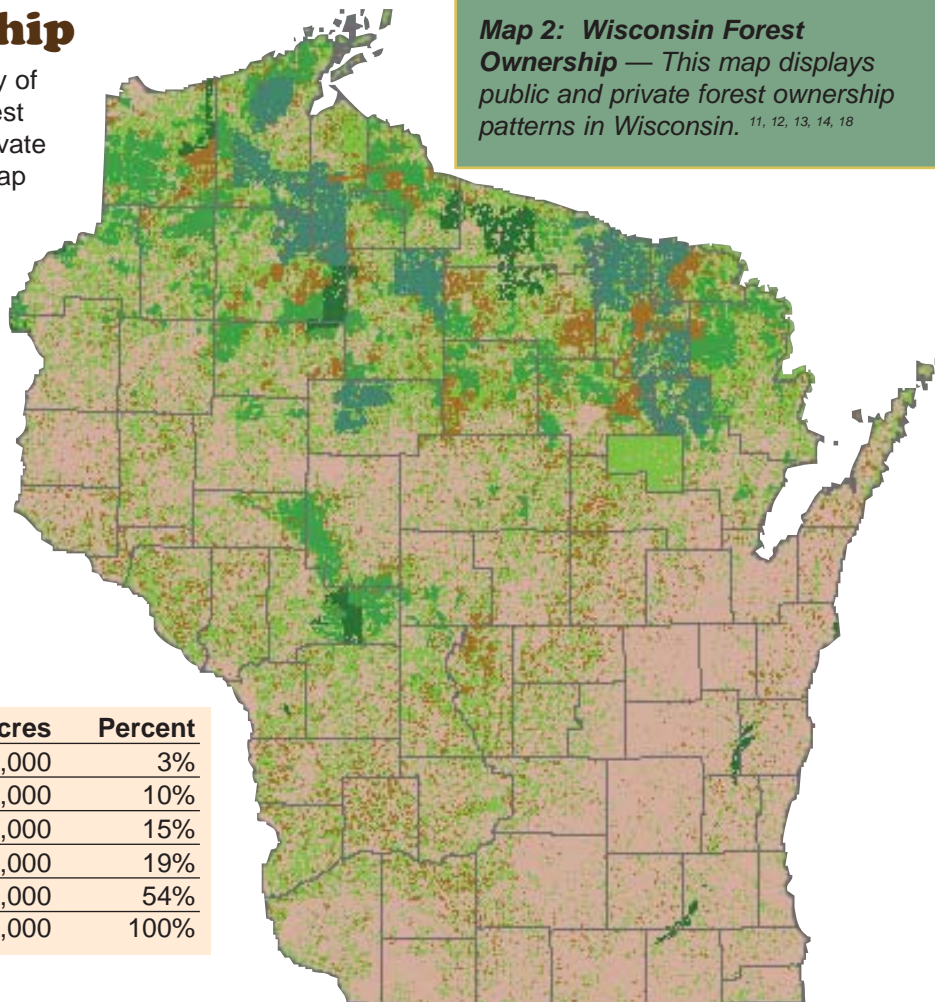 hip
y of
est
vate
ap
Map 2: Wisconsin Forest
Ownership — This map displays
public and private forest ownership
patterns in Wisconsin. 11, 12, 13, 14, 18
cres Percent
,000 3%
,000 10%
,000 15%
,000 19%
,000 54%
,000 100%